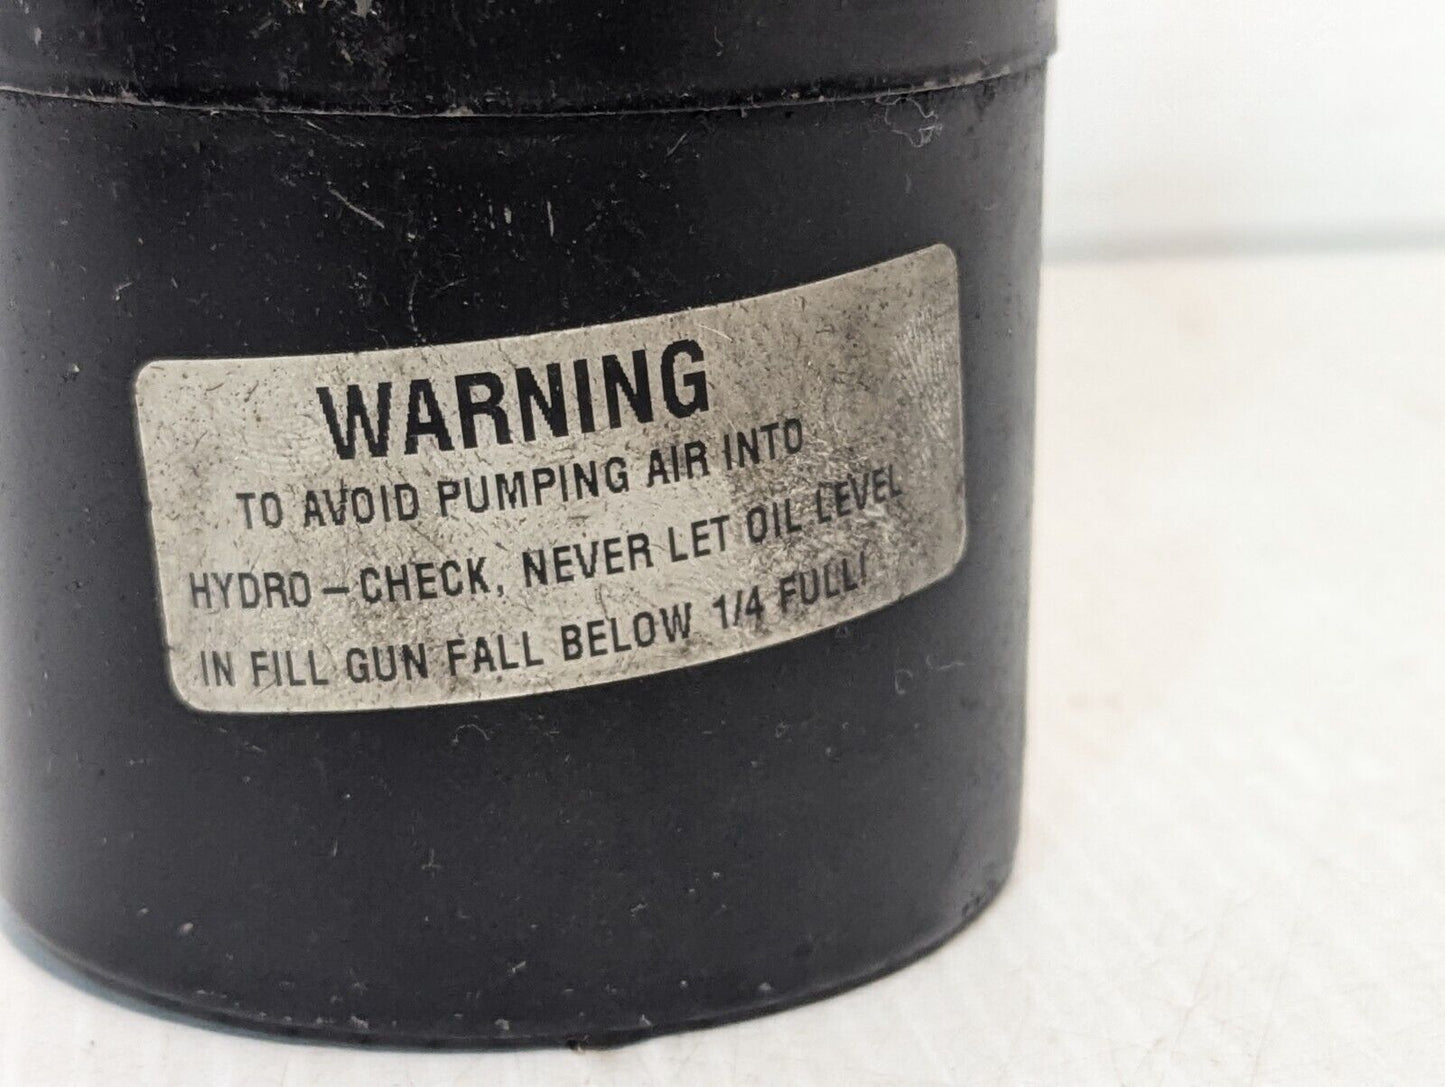 WARNING
TO AVOID PUMPING AIR INTO
HYDRO-CHECK, NEVER LET OIL LEVEL
IN FILL GUN FALL BELOW 1/4 FULL!